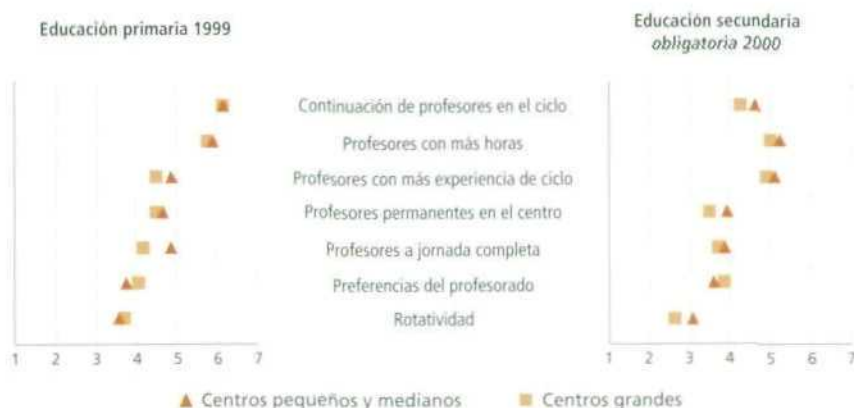 Educación primaria 1999
Educación secundaria
obligatoria 2000
Continuación de profesores en el ciclo
Profesores con más horas
Profesores con más experiencia de ciclo
Profesores permanentes en el centro
Profesores a jornada completa
Preferencias del profesorado
Rotatividad
1 2 3 4 5 6 7
1 2 3 4 5 6 7
Centros pequeños y medianos
Centros grandes